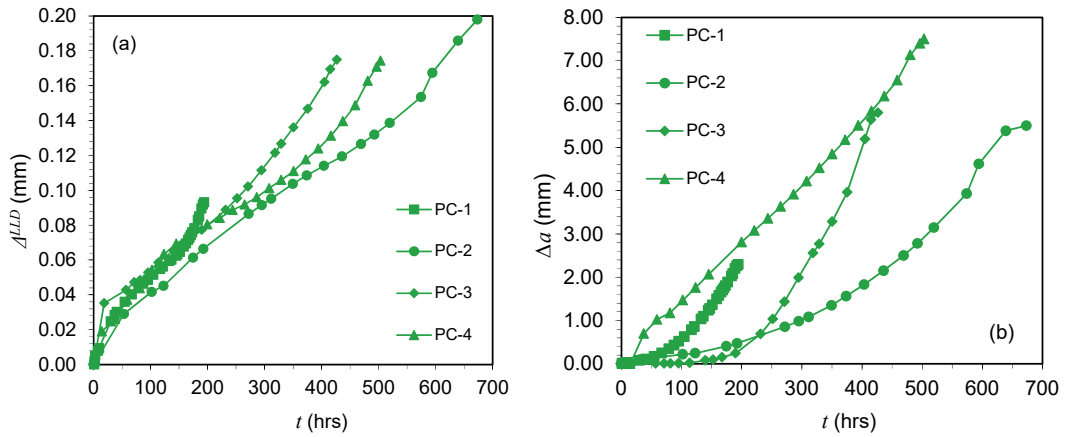 (a)
0.20
0.18
0.16
0.14
0.12
0.10
0.08
0.06
0.04
0.02
0.00
Δ^LLD (mm)
0 100 200 300 400 500 600 700
t (hrs)
PC-1
PC-2
PC-3
PC-4
8.00
7.00
6.00
5.00
4.00
3.00
2.00
1.00
0.00
Δa (mm)
PC-1
PC-2
PC-3
PC-4
(b)
0 100 200 300 400 500 600 700
t (hrs)